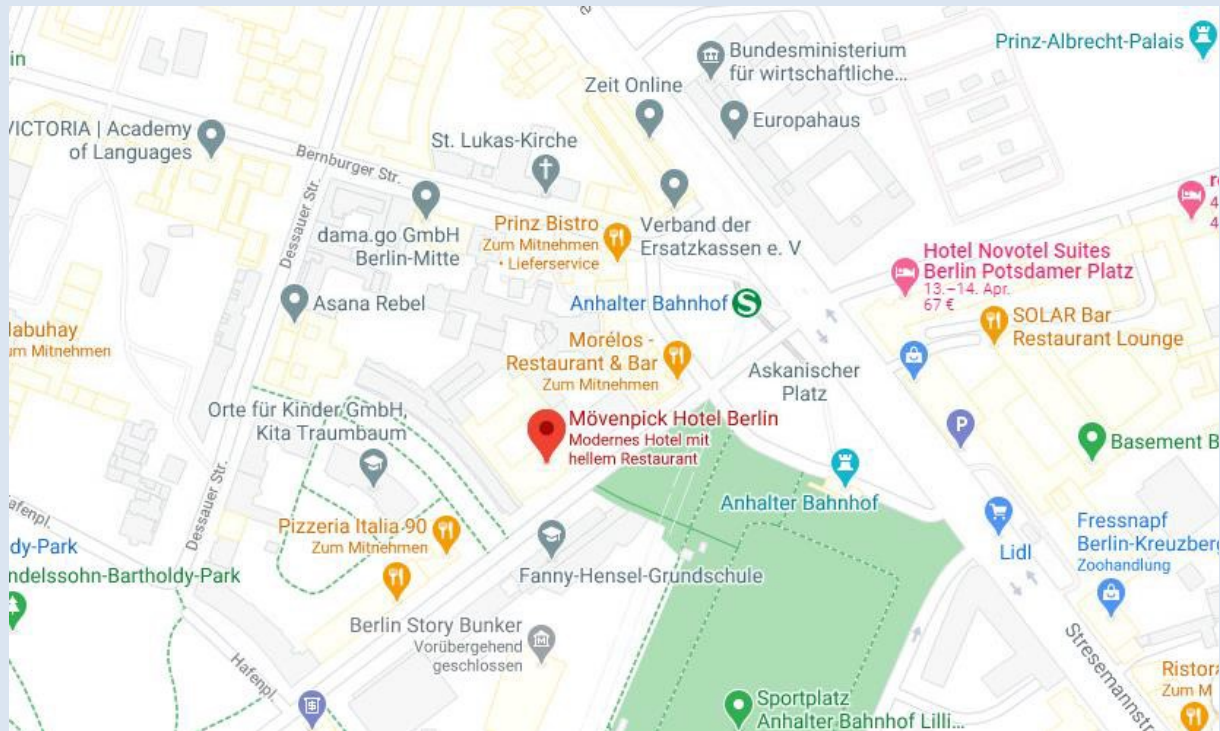 Bundesministerium
für wirtschaftliche...
Prinz-Albrecht-Palais
in
Zeit Online
Europahaus
VICTORIA | Academy
of Languages
St. Lukas-Kirche
Bernburger Str.
Dessauer Str.
dama.go GmbH
Berlin-Mitte
Prinz Bistro
Zum Mitnehmen
• Lieferservice
Verband der
Ersatzkassen e. V
Hotel Novotel Suites
Berlin Potsdamer Platz
13.–14. Apr.
67 €
Asana Rebel
Anhalter Bahnhof
SOLAR Bar
Restaurant Lounge
labuhay
um Mitnehmen
Morélos -
Restaurant & Bar
Zum Mitnehmen
Askanischer
Platz
Orte für Kinder GmbH,
Kita Traumbaum
Mövenpick Hotel Berlin
Modernes Hotel mit
hellem Restaurant
P
Basement B
Dessauer Str.
Anhalter Bahnhof
afenpl.
dy-Park
ndelssohn-Bartholdy-Park
Pizzeria Italia 90
Zum Mitnehmen
Lidl
Fressnapf
Berlin-Kreuzberg
Zoohandlung
Fanny-Hensel-Grundschule
Berlin Story Bunker
Vorübergehend
geschlossen
Hafenpl.
Stresemannstr
Ristora
Zum M
Sportplatz
Anhalter Bahnhof Lilli...